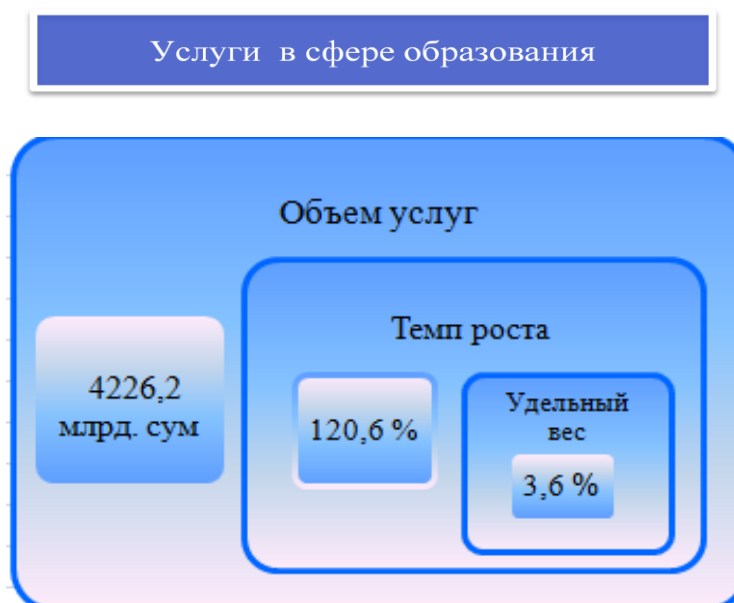 Услуги в сфере образования
Объем услуг
Темп роста
4226,2
млрд. сум
120,6 %
Удельный
вес
3,6 %